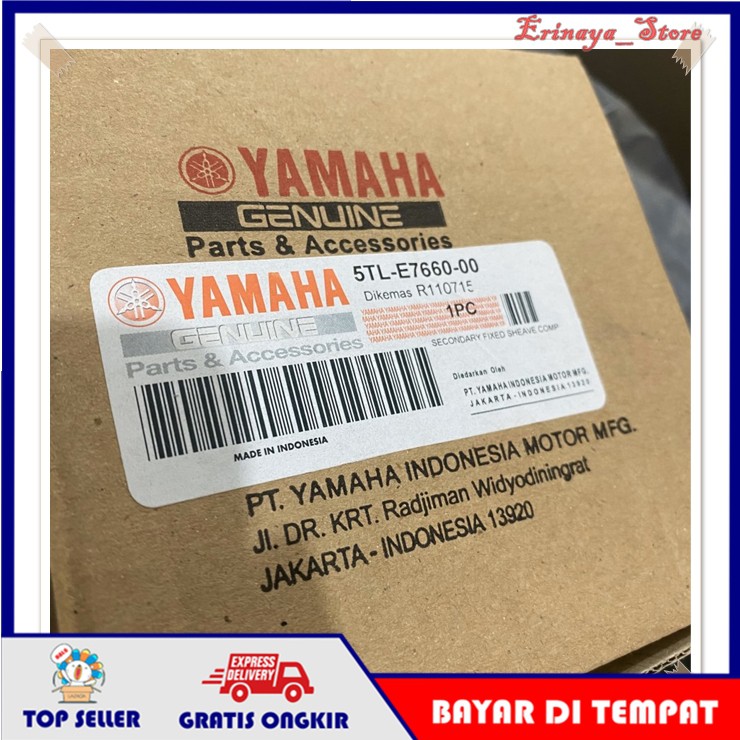 Erinaya_Store
YAMAHA
GENUINE
Parts & Accessories
YAMAHA
GENUINE
Parts & Accessories
5TL-E7660-00
Dikemas R110715
1PC
SECONDARY FIXED SHEAVE COMP
Diedarkan Oleh
PT. YAMAHA INDONESIA MOTOR MFG.
JAKARTA - INDONESIA 13920
MADE IN INDONESIA
PT. YAMAHA INDONESIA MOTOR MFG.
Jl. DR. KRT. Radjiman Widyodiningrat
JAKARTA - INDONESIA 13920
TOP SELLER
EXPRESS
DELIVERY
GRATIS ONGKIR
BAYAR DI TEMPAT